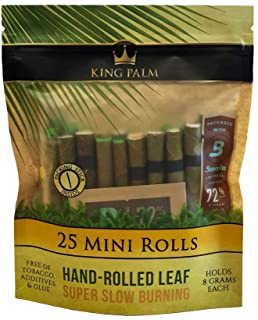 KING PALM
PACKAGED
WITH
B
Boveda
72%
25 MINI ROLLS
FREE OF
TOBACCO,
ADDITIVES,
& GLUE
HAND-ROLLED LEAF
SUPER SLOW BURNING
HOLDS
.8 GRAMS
EACH